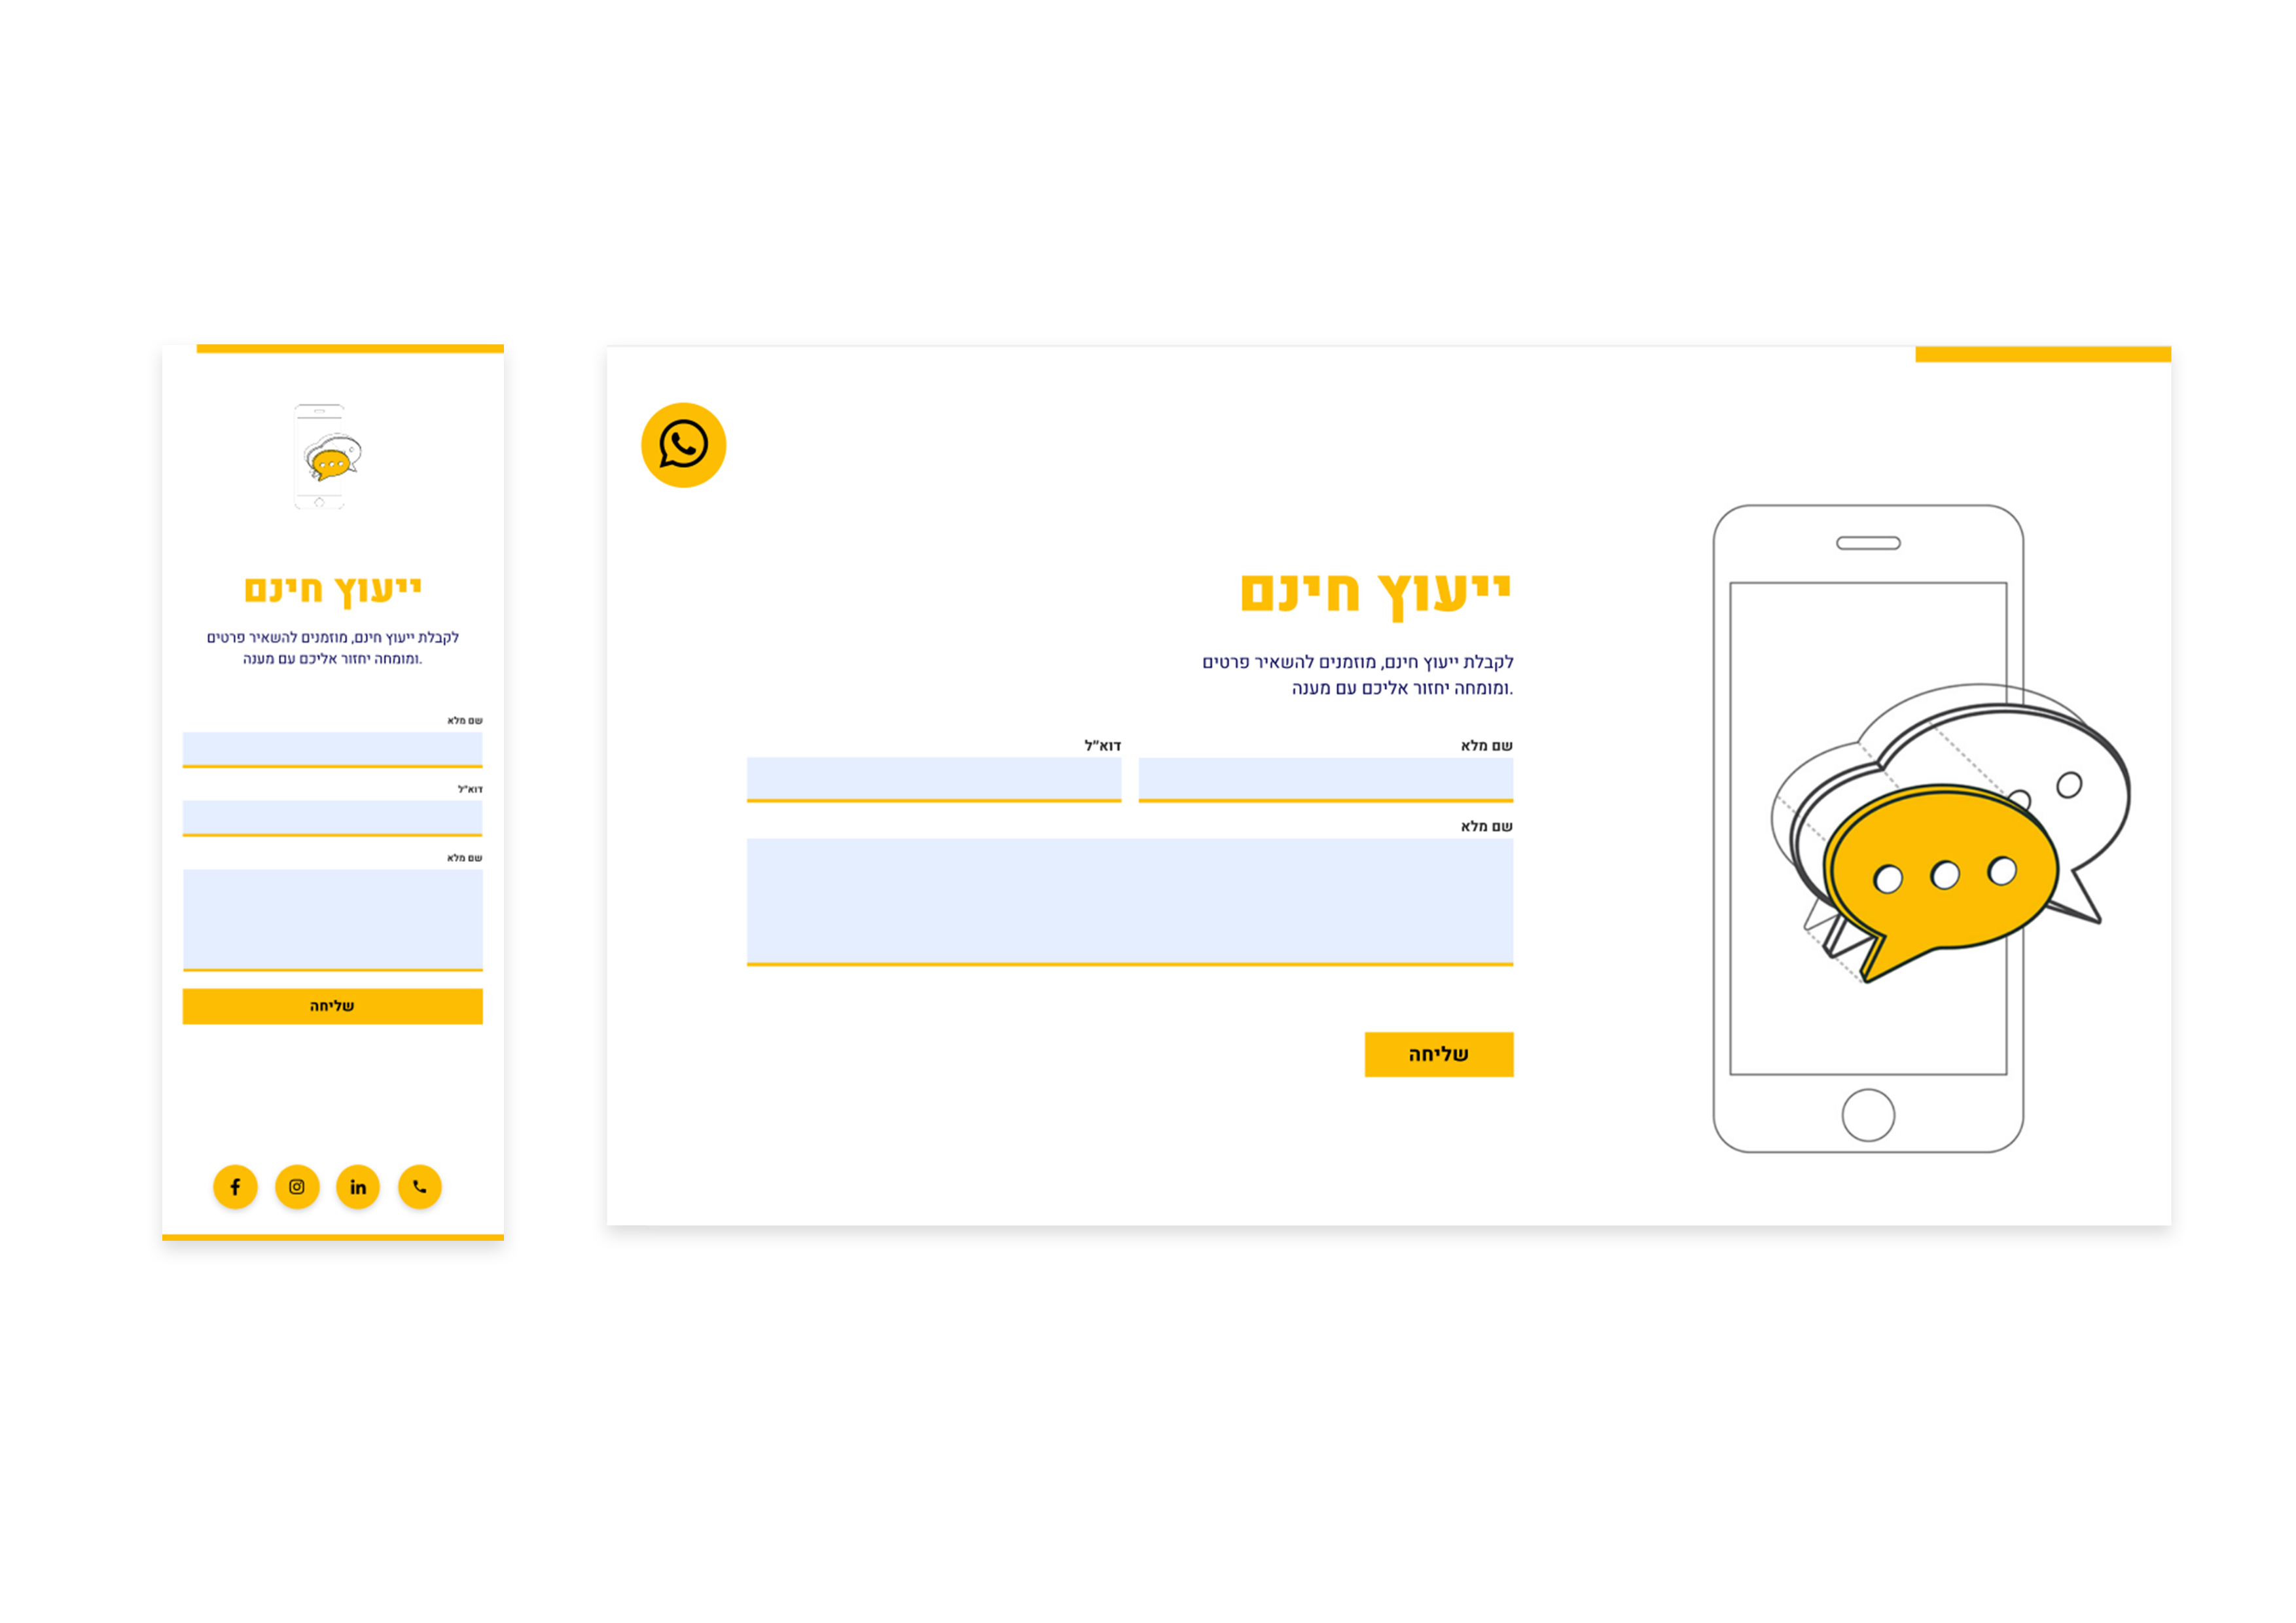 ייעוץ חינם
לקבלת ייעוץ חינם, מוזמנים להשאיר פרטים
ומומחה יחזור אליכם עם מענה.
שם מלא
דוא״ל
שם מלא
שליחה
ייעוץ חינם
לקבלת ייעוץ חינם, מוזמנים להשאיר פרטים
ומומחה יחזור אליכם עם מענה.
שם מלא
דוא״ל
שם מלא
שליחה